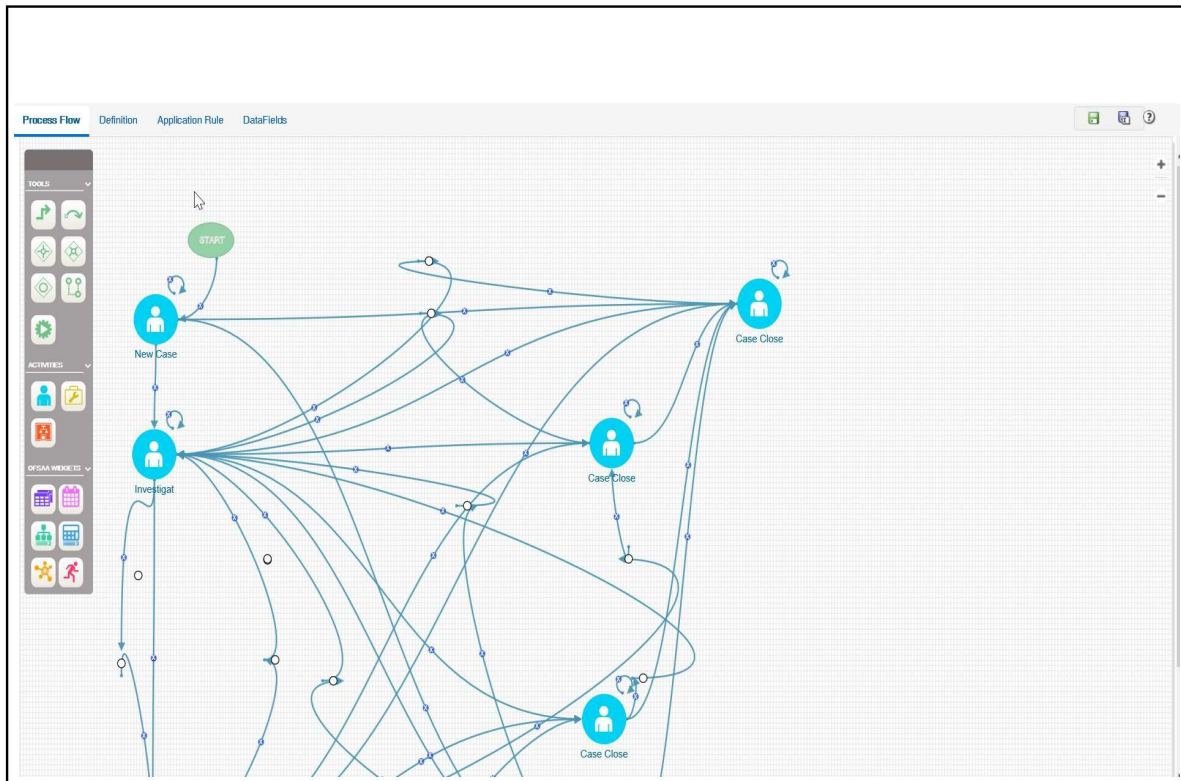 Process Flow Definition Application Rule DataFields
TOOLS
START
New Case
Case Close
ACTIVITIES
Case Close
OFSAA WIDGETS
Investigat
Case Close